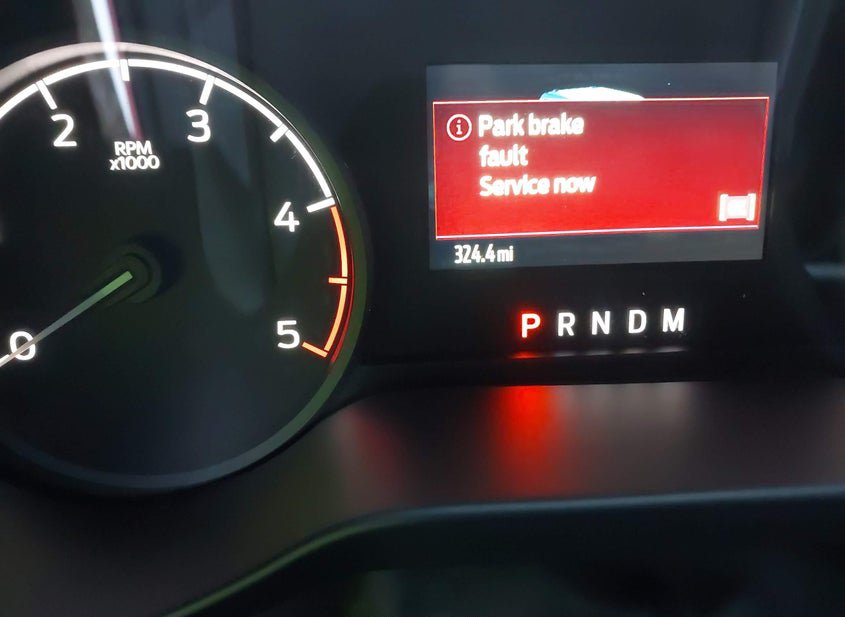 2
3
RPM
x1000
4
0
5
Park brake
fault
Service now
324.4 mi
P R N D M